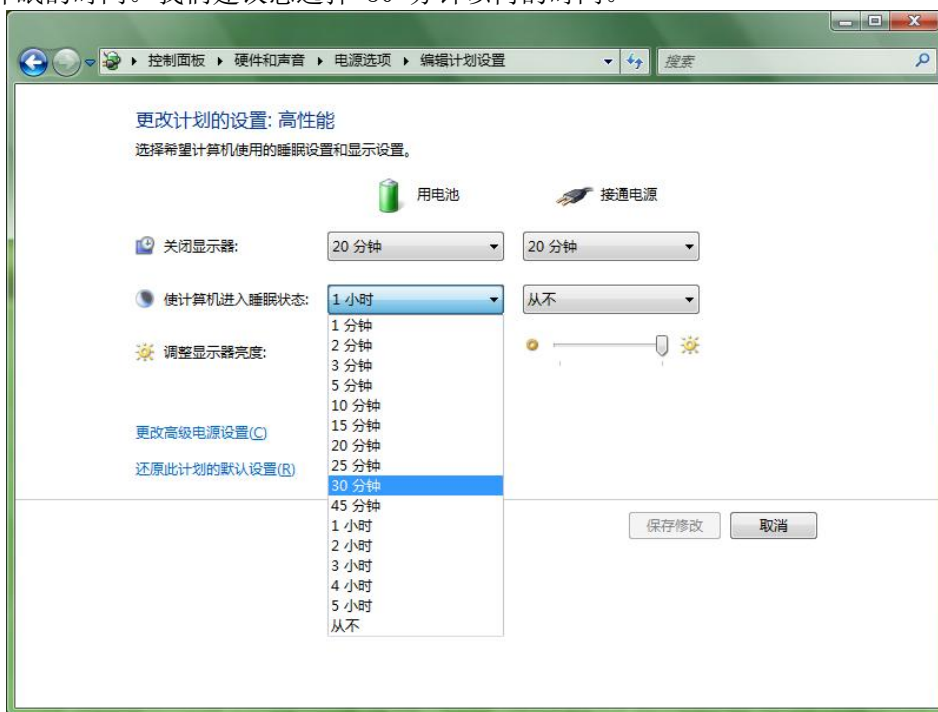 控制面板 ▸ 硬件和声音 ▸ 电源选项 ▸ 编辑计划设置
搜索
更改计划的设置: 高性能
选择希望计算机使用的睡眠设置和显示设置。
用电池 接通电源
关闭显示器: 20 分钟 20 分钟
使计算机进入睡眠状态: 1 小时 从不
1 分钟
调整显示器亮度: 2 分钟
3 分钟
5 分钟
10 分钟
更改高级电源设置(C) 15 分钟
20 分钟
还原此计划的默认设置(R) 25 分钟
30 分钟
45 分钟
1 小时 保存修改 取消
2 小时
3 小时
4 小时
5 小时
从不